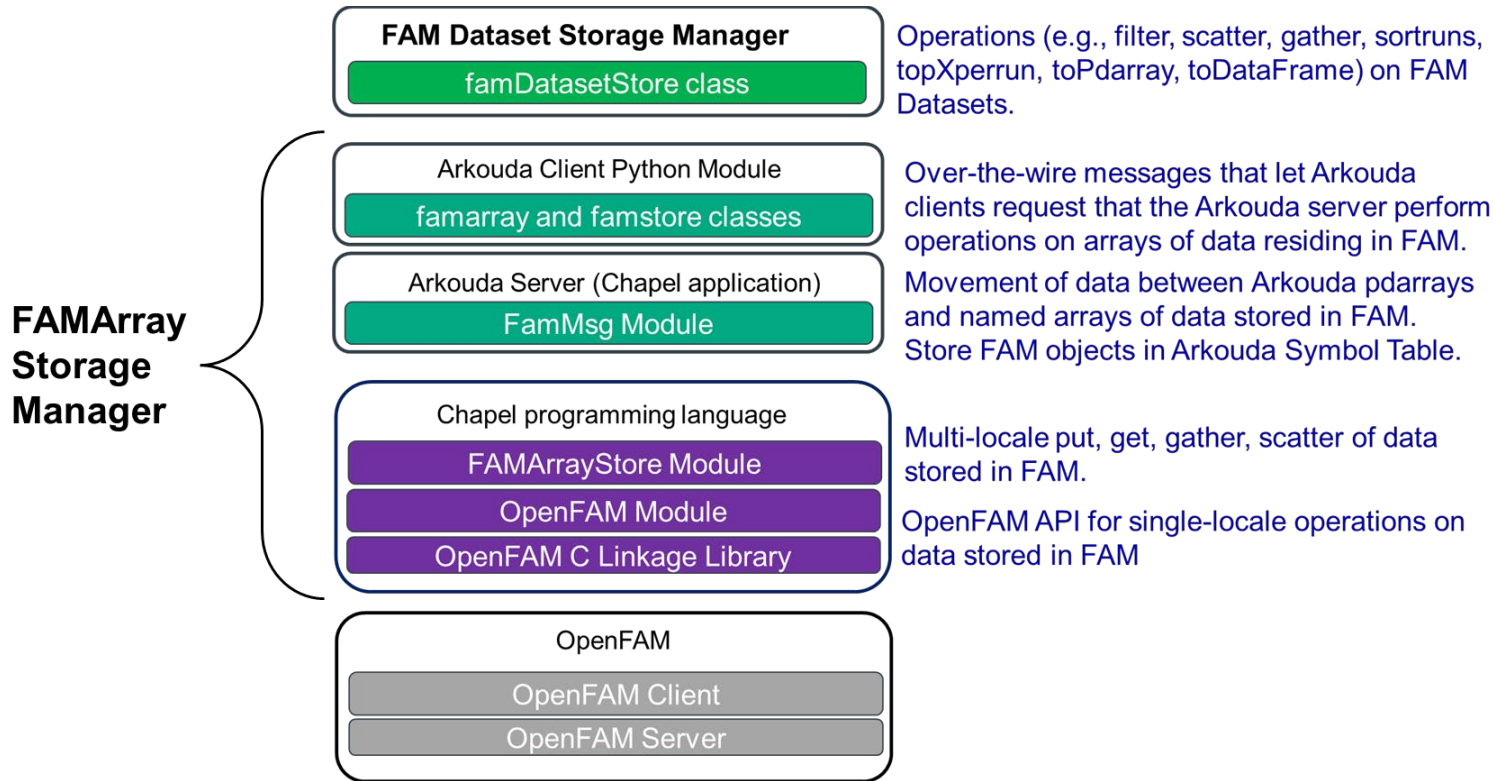 FAM Dataset Storage Manager
famDatasetStore class
Operations (e.g., filter, scatter, gather, sortruns,
topXperrun, toPdarray, toDataFrame) on FAM
Datasets.
FAMArray
Storage
Manager
Arkouda Client Python Module
famarray and famstore classes
Over-the-wire messages that let Arkouda
clients request that the Arkouda server perform
operations on arrays of data residing in FAM.
Arkouda Server (Chapel application)
FamMsg Module
Movement of data between Arkouda pdarrays
and named arrays of data stored in FAM.
Store FAM objects in Arkouda Symbol Table.
Chapel programming language
FAMArrayStore Module
OpenFAM Module
OpenFAM C Linkage Library
Multi-locale put, get, gather, scatter of data
stored in FAM.
OpenFAM API for single-locale operations on
data stored in FAM
OpenFAM
OpenFAM Client
OpenFAM Server